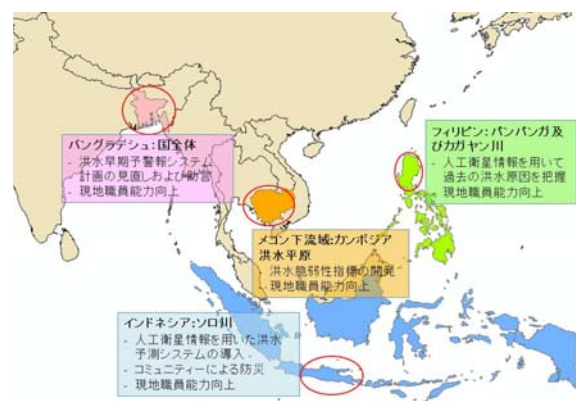 バングラデシュ:国全体
- 洪水早期予警報システム
計画の見直しおよび助言
- 現地職員能力向上
フィリピン:パンパンガ及
びカガヤン川
- 人工衛星情報を用いて
過去の洪水原因を把握
- 現地職員能力向上
メコン下流域:カンボジア
洪水平原
- 洪水脆弱性指標の開発
- 現地職員能力向上
インドネシア:ソロ川
- 人工衛星情報を用いた洪水
予測システムの導入
- コミュニティーによる防災
- 現地職員能力向上